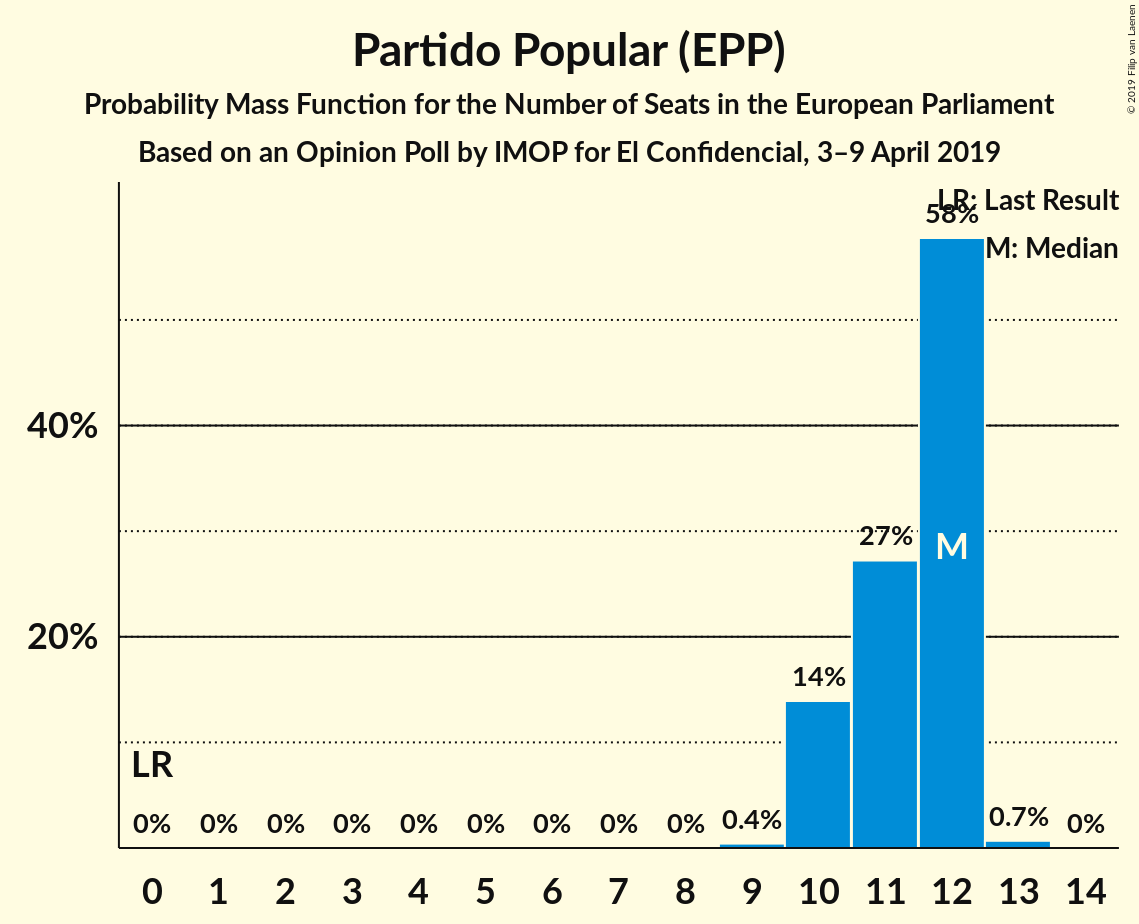 Partido Popular (EPP)
Probability Mass Function for the Number of Seats in the European Parliament
Based on an Opinion Poll by IMOP for El Confidencial, 3–9 April 2019
© 2019 Filip van Laenen
LR: Last Result
M: Median
58%
40%
27%
M
20%
14%
LR
0% 0% 0% 0% 0% 0% 0% 0% 0% 0.4% 0.7% 0%
0 1 2 3 4 5 6 7 8 9 10 11 12 13 14